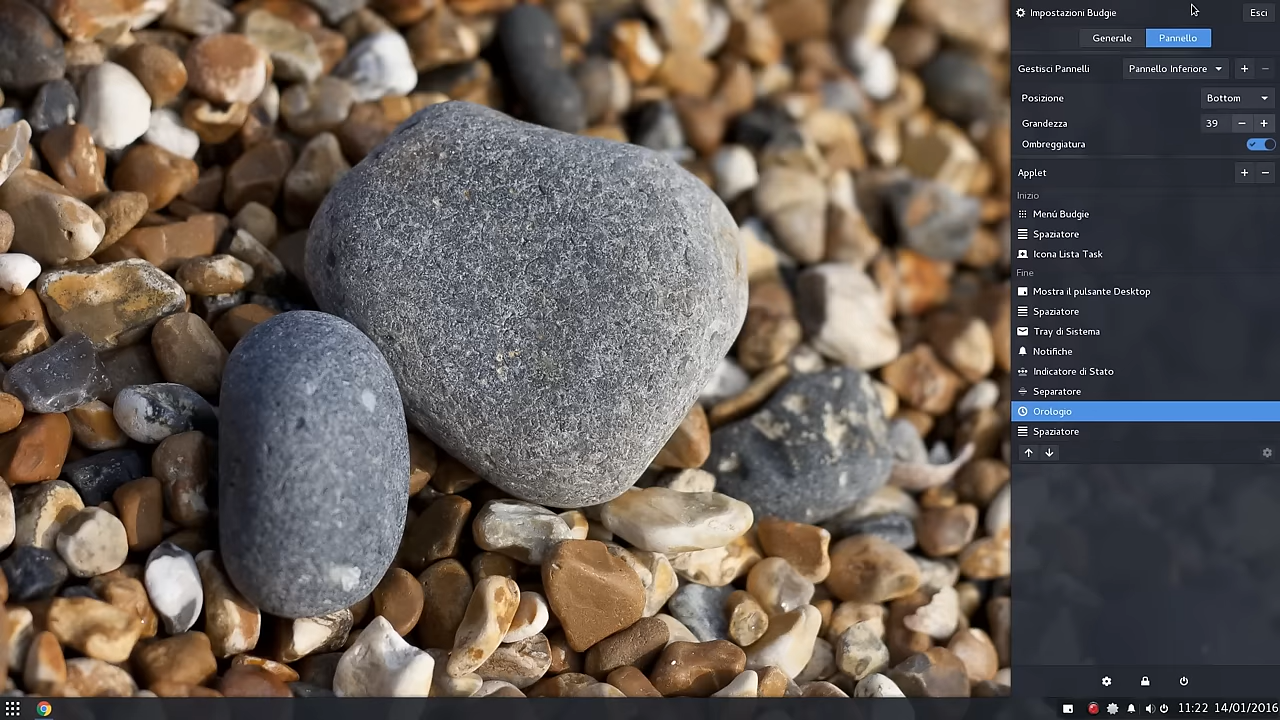 Impostazioni Budgie Esci
Generale Pannello
Gestisci Pannelli Pannello Inferiore
Posizione Bottom
Grandezza 39
Ombreggiatura
Applet
Inizio
Menú Budgie
Spaziatore
Icona Lista Task
Fine
Mostra il pulsante Desktop
Spaziatore
Tray di Sistema
Notifiche
Indicatore di Stato
Separatore
Orologio
Spaziatore
11:22 14/01/2016